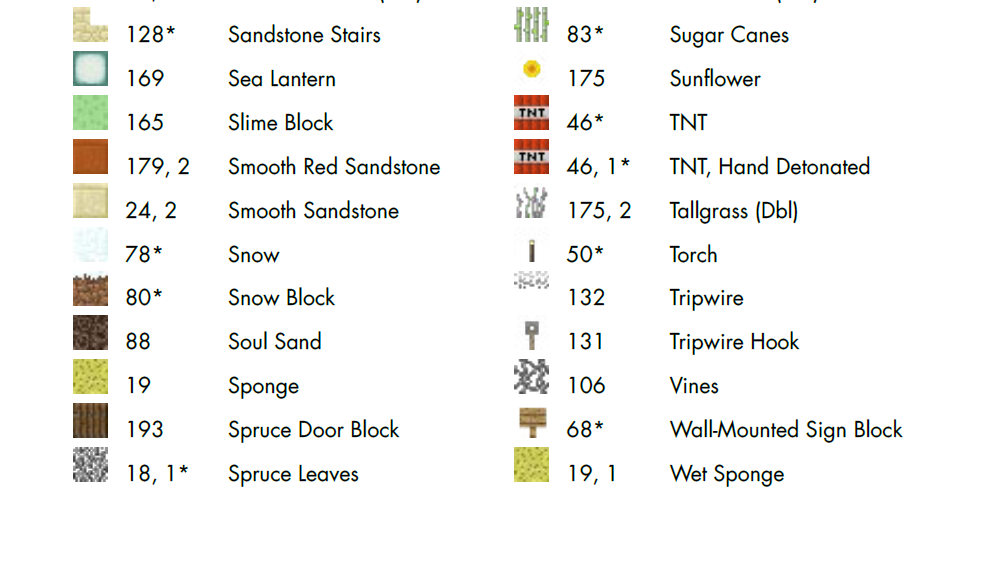 128* Sandstone Stairs
169 Sea Lantern
165 Slime Block
179, 2 Smooth Red Sandstone
24, 2 Smooth Sandstone
78* Snow
80* Snow Block
88 Soul Sand
19 Sponge
193 Spruce Door Block
18, 1* Spruce Leaves
83* Sugar Canes
175 Sunflower
TNT 46* TNT
TNT 46, 1* TNT, Hand Detonated
175, 2 Tallgrass (Dbl)
50* Torch
132 Tripwire
131 Tripwire Hook
106 Vines
68* Wall-Mounted Sign Block
19, 1 Wet Sponge